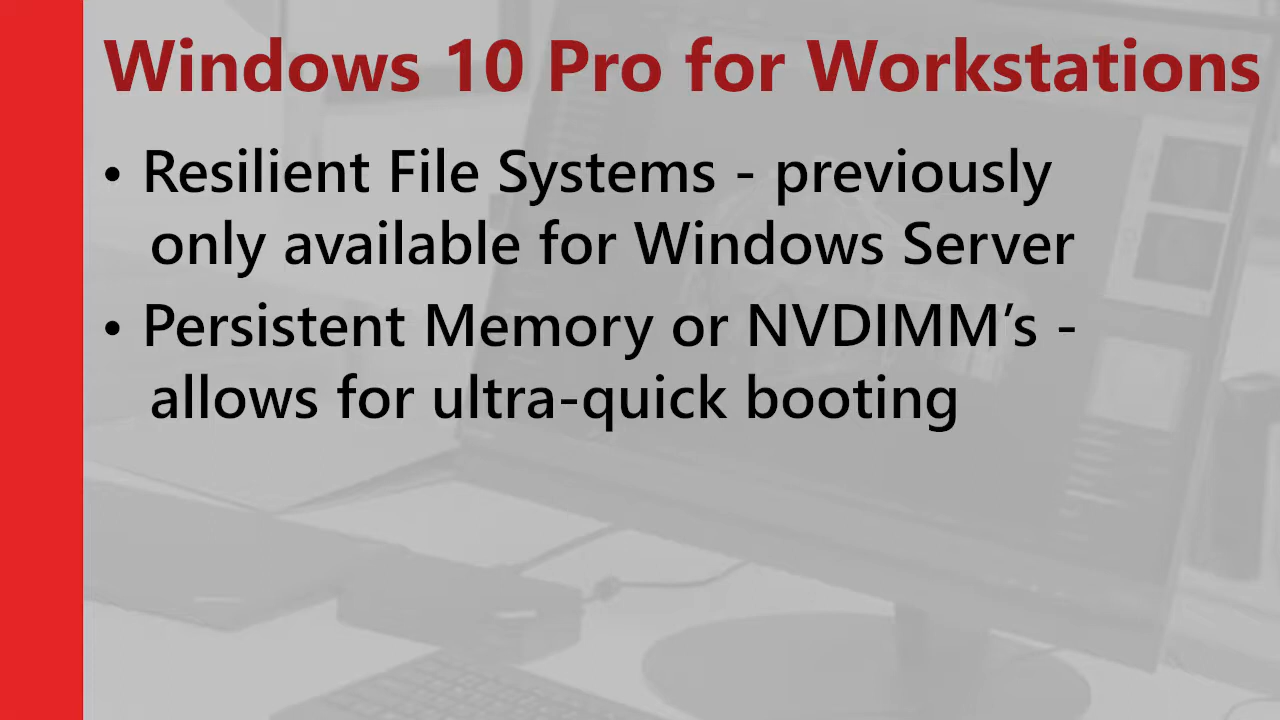 Windows 10 Pro for Workstations
• Resilient File Systems - previously
only available for Windows Server
• Persistent Memory or NVDIMM’s -
allows for ultra-quick booting